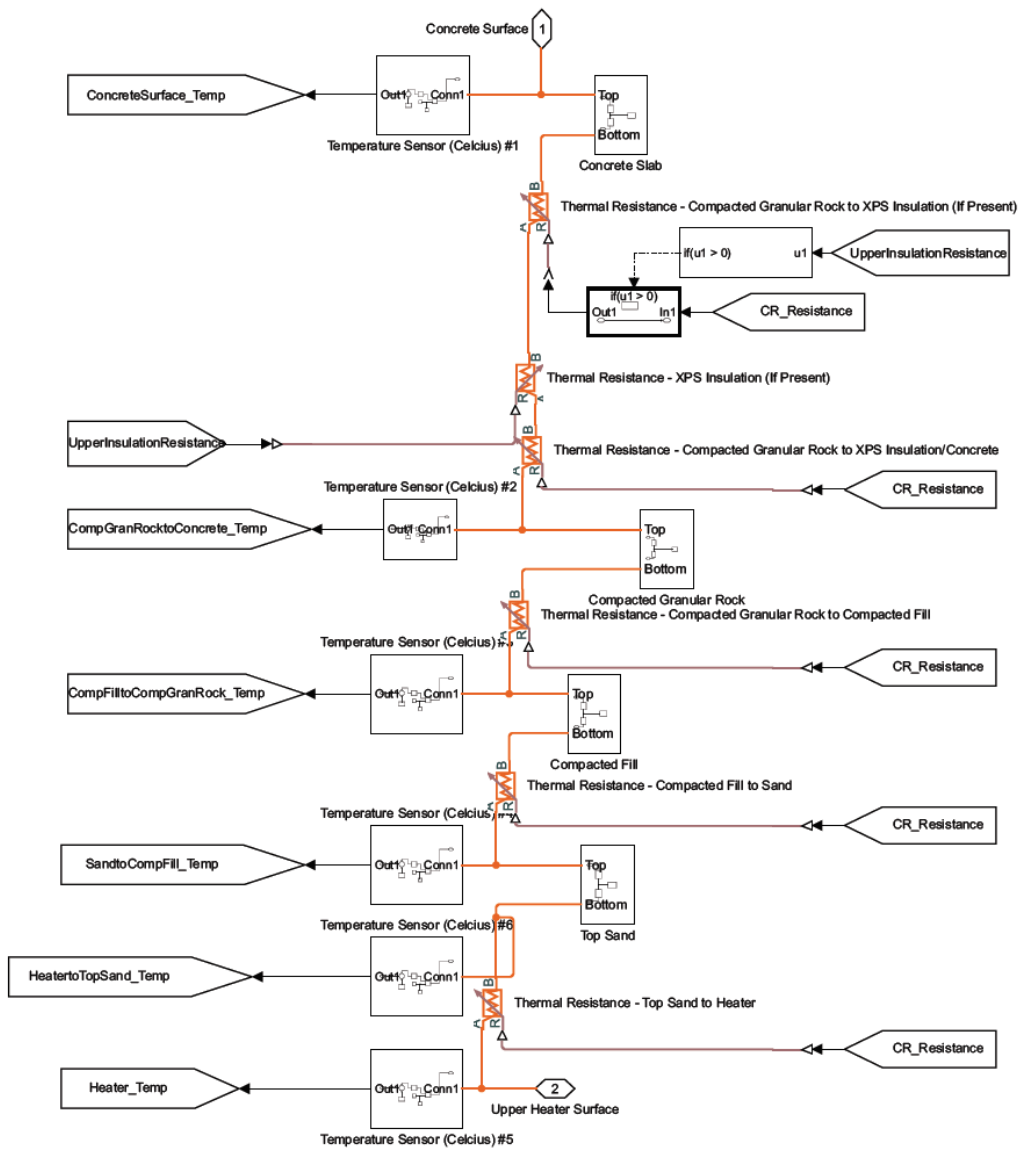 Concrete Surface
1
ConcreteSurface_Temp
Out1
Conn1
Top
Bottom
Temperature Sensor (Celcius) #1
Concrete Slab
B
A
R
Thermal Resistance - Compacted Granular Rock to XPS Insulation (If Present)
if(u1 > 0)
u1
UpperInsulationResistance
if(u1 > 0)
Out1
In1
CR_Resistance
B
R
A
Thermal Resistance - XPS Insulation (If Present)
UpperInsulationResistance
B
A
R
Thermal Resistance - Compacted Granular Rock to XPS Insulation/Concrete
CR_Resistance
Temperature Sensor (Celcius) #2
CompGranRocktoConcrete_Temp
Out1
Conn1
Top
Bottom
Compacted Granular Rock
B
A
R
Thermal Resistance - Compacted Granular Rock to Compacted Fill
CR_Resistance
Temperature Sensor (Celcius)
CompFilltoCompGranRock_Temp
Out1
Conn1
Top
Bottom
Compacted Fill
B
A
R
Thermal Resistance - Compacted Fill to Sand
CR_Resistance
Temperature Sensor (Celcius)
SandtoCompFill_Temp
Out1
Conn1
Top
Bottom
Top Sand
Temperature Sensor (Celcius) #6
HeatertoTopSand_Temp
Out1
Conn1
B
A
R
Thermal Resistance - Top Sand to Heater
CR_Resistance
Heater_Temp
Out1
Conn1
2
Upper Heater Surface
Temperature Sensor (Celcius) #5